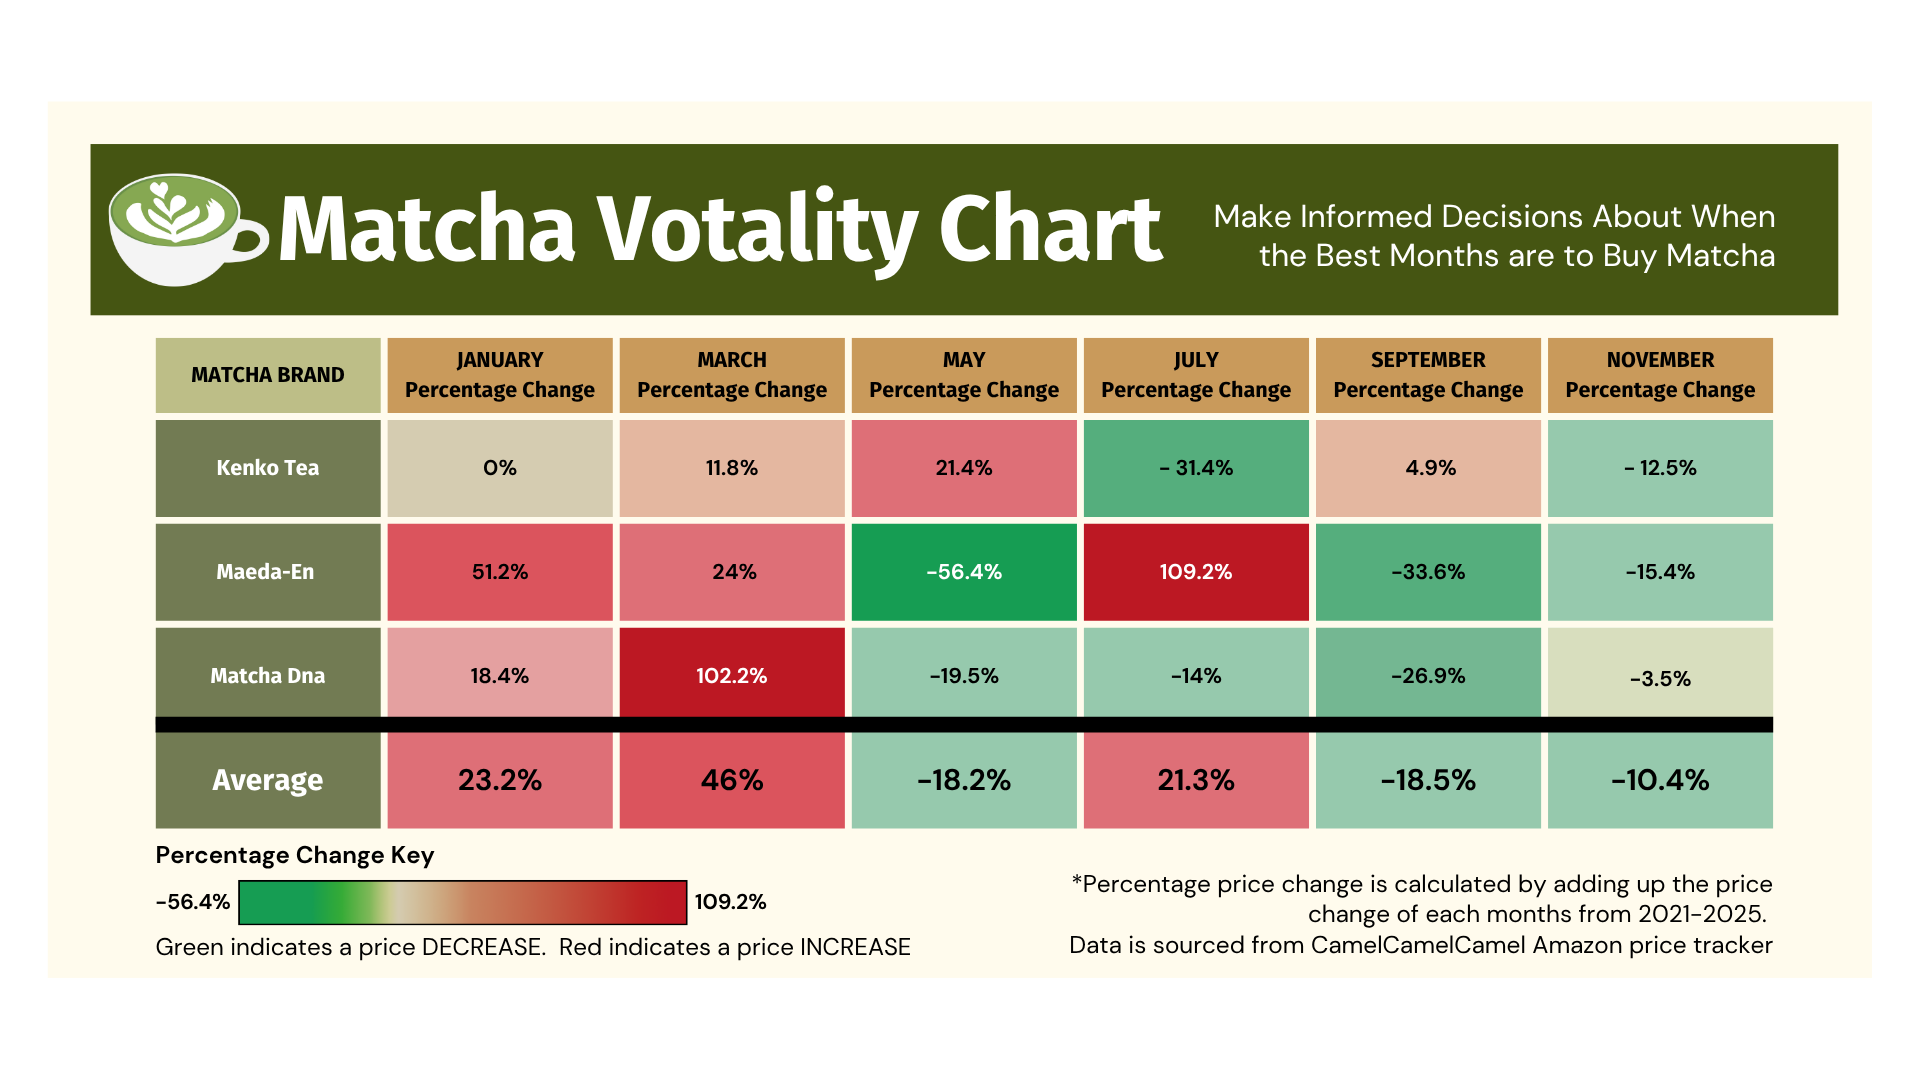 Matcha Votality Chart
Make Informed Decisions About When
the Best Months are to Buy Matcha
MATCHA BRAND
JANUARY
Percentage Change
MARCH
Percentage Change
MAY
Percentage Change
JULY
Percentage Change
SEPTEMBER
Percentage Change
NOVEMBER
Percentage Change
Kenko Tea 0% 11.8% 21.4% - 31.4% 4.9% - 12.5%
Maeda-En 51.2% 24% -56.4% 109.2% -33.6% -15.4%
Matcha Dna 18.4% 102.2% -19.5% -14% -26.9% -3.5%
Average 23.2% 46% -18.2% 21.3% -18.5% -10.4%
Percentage Change Key
-56.4% 109.2%
Green indicates a price DECREASE. Red indicates a price INCREASE
*Percentage price change is calculated by adding up the price
change of each months from 2021-2025.
Data is sourced from CamelCamelCamel Amazon price tracker